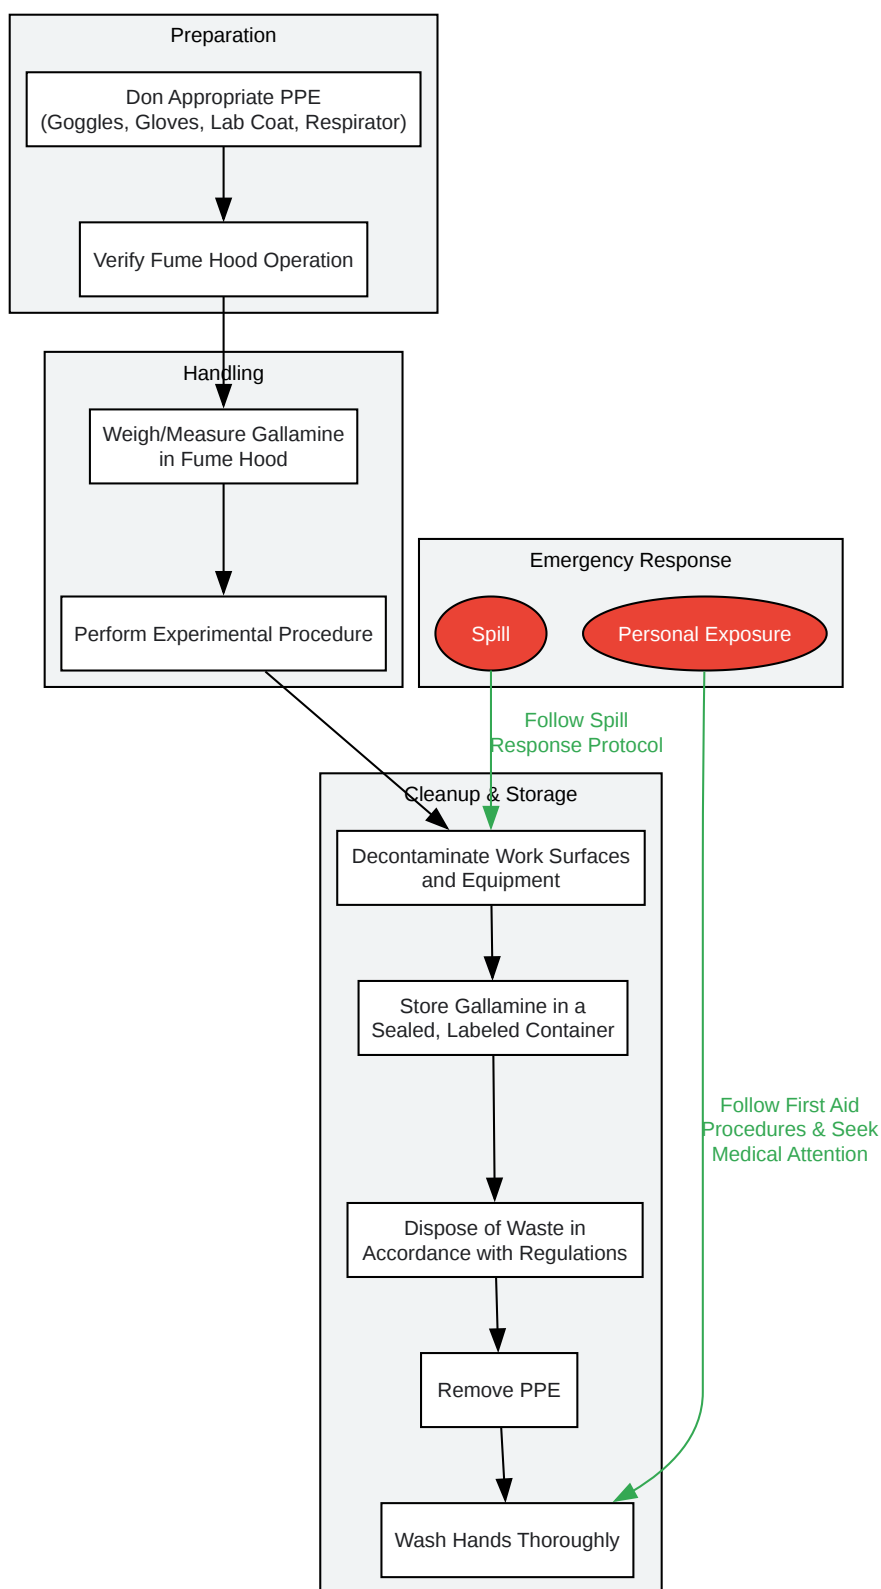 Preparation
Don Appropriate PPE
(Goggles, Gloves, Lab Coat, Respirator)
Verify Fume Hood Operation
Handling
Weigh/Measure Gallamine
in Fume Hood
Perform Experimental Procedure
Emergency Response
Spill
Personal Exposure
Follow Spill
Response Protocol
Cleanup & Storage
Decontaminate Work Surfaces
and Equipment
Store Gallamine in a
Sealed, Labeled Container
Follow First Aid
Procedures & Seek
Medical Attention
Dispose of Waste in
Accordance with Regulations
Remove PPE
Wash Hands Thoroughly